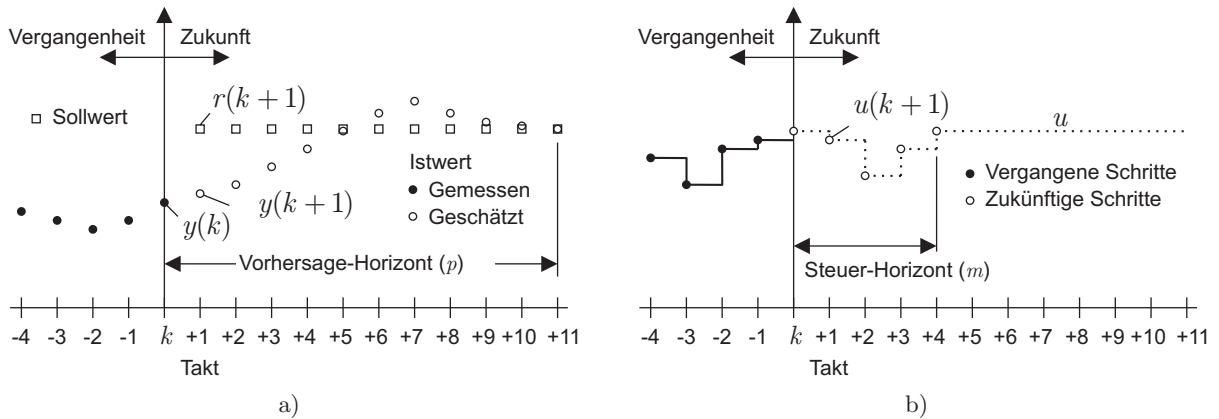 Vergangenheit
Zukunft
Sollwert
r(k+1)
Istwert
Gemessen
Geschätzt
y(k)
y(k+1)
Vorhersage-Horizont (p)
-4 -3 -2 -1 k +1 +2 +3 +4 +5 +6 +7 +8 +9 +10 +11
Takt
a)
Vergangenheit
Zukunft
u(k+1)
u
Vergangene Schritte
Zukünftige Schritte
Steuer-Horizont (m)
-4 -3 -2 -1 k +1 +2 +3 +4 +5 +6 +7 +8 +9 +10 +11
Takt
b)